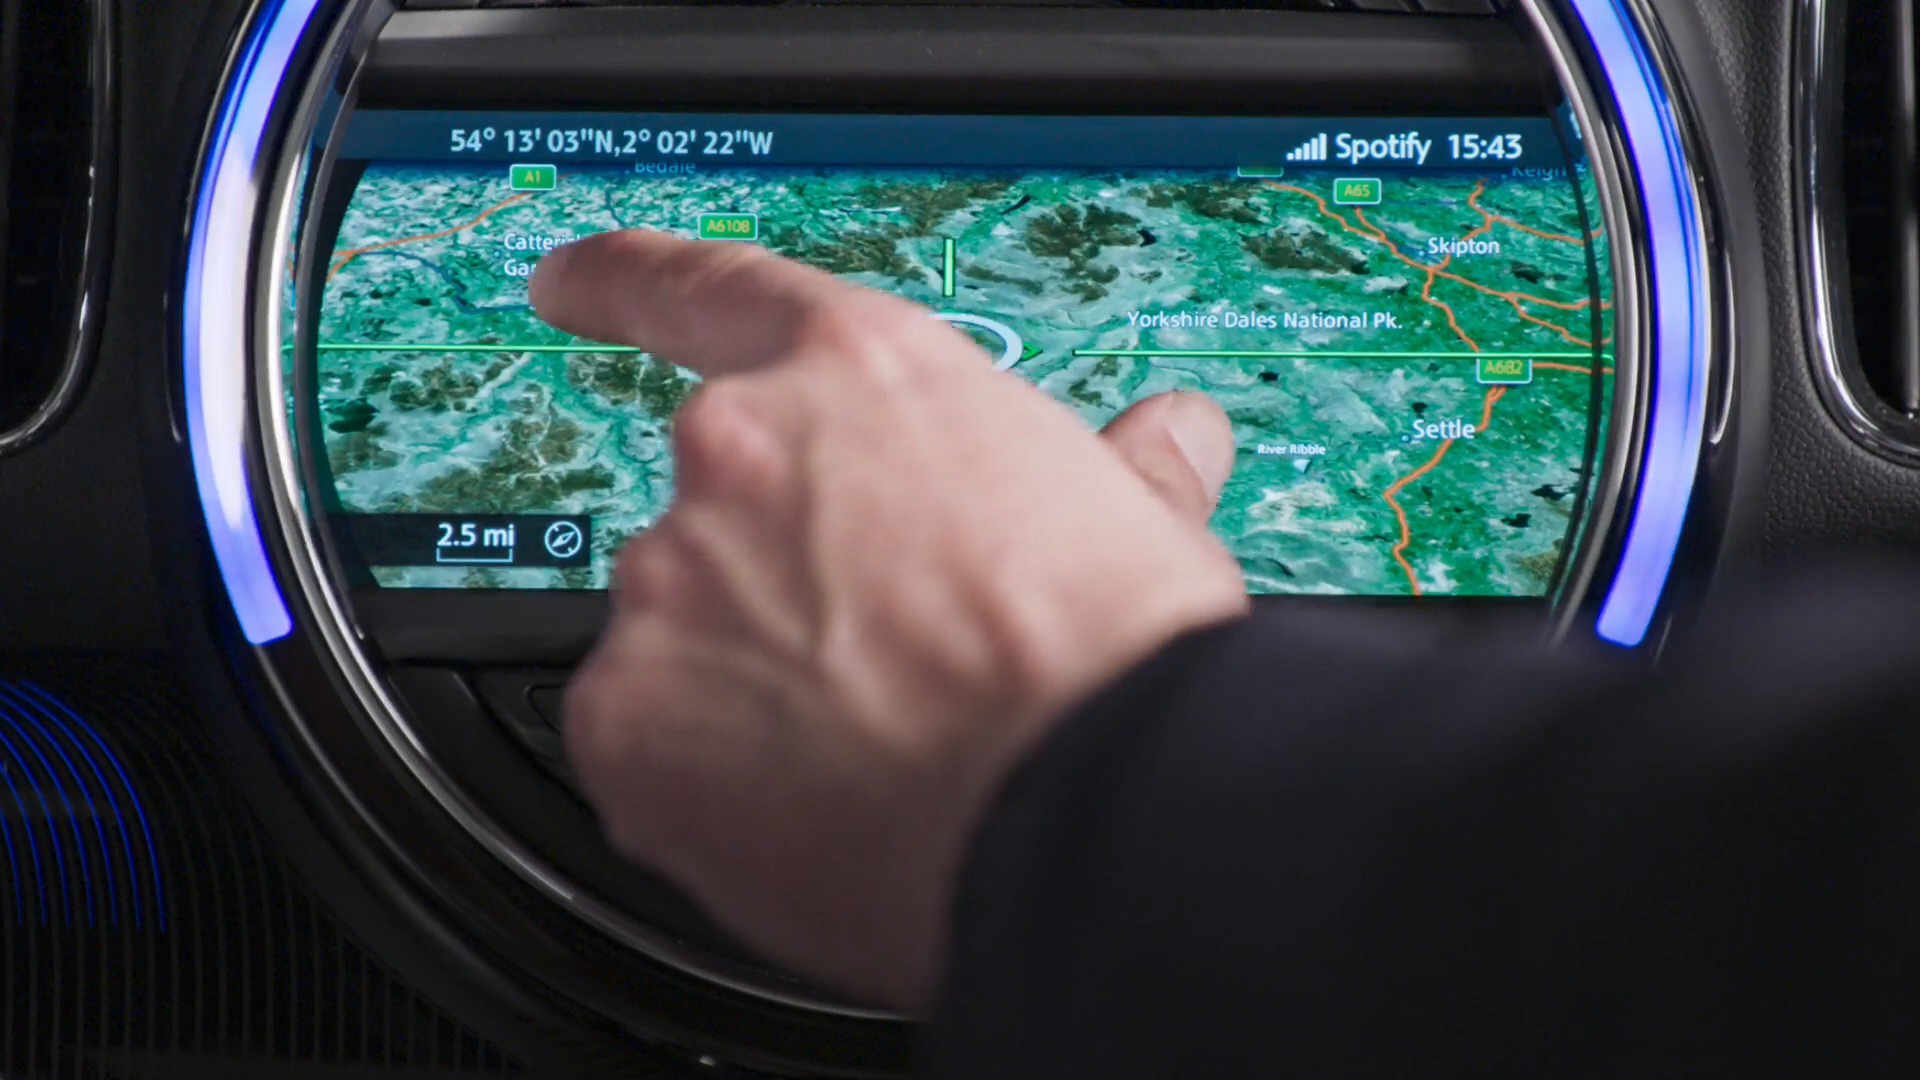 54° 13' 03"N,2° 02' 22"W
Spotify 15:43
A1
Bedale
A65
A6108
Skipton
Yorkshire Dales National Pk.
A682
Settle
River Ribble
2.5 mi